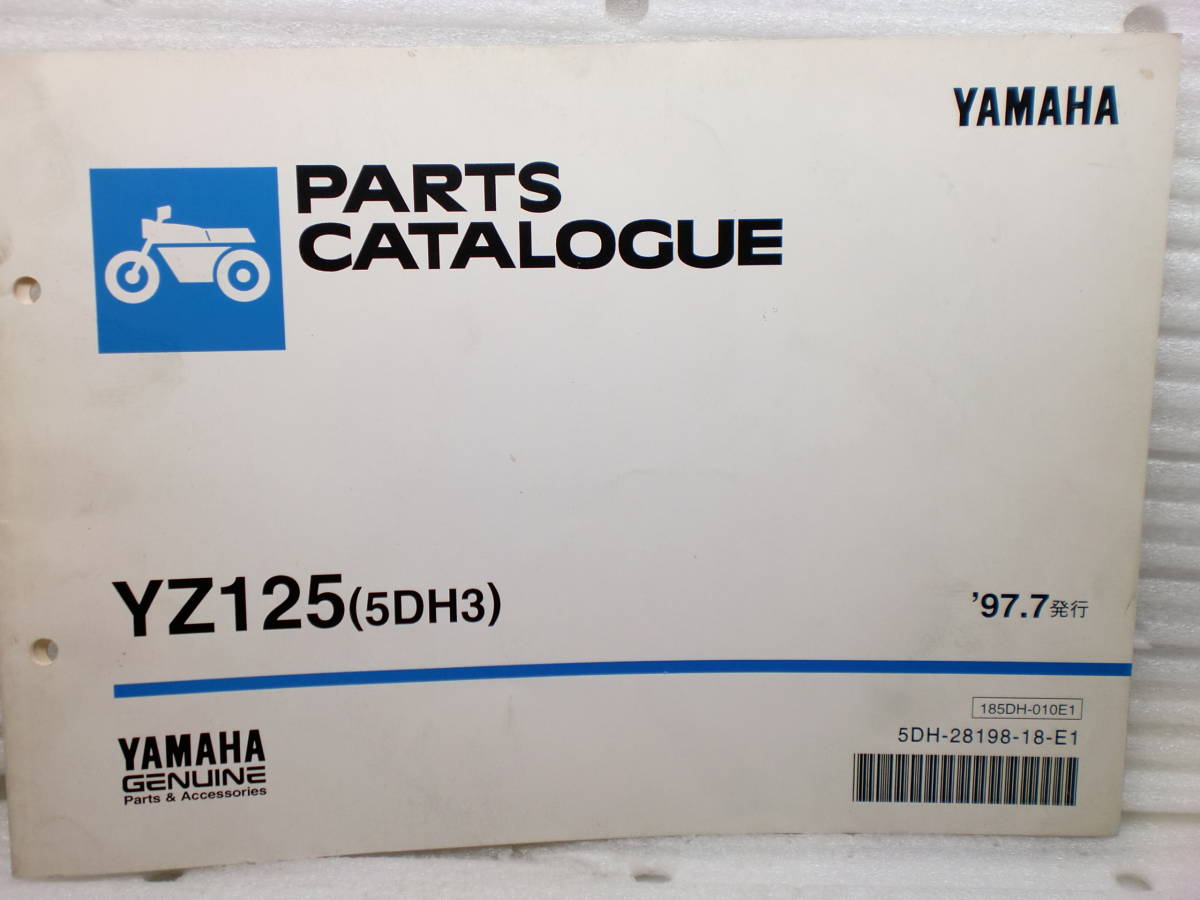 YAMAHA
PARTS
CATALOGUE
YZ125(5DH3)
'97.7発行
185DH-010E1
5DH-28198-18-E1
YAMAHA
GENUINE
Parts & Accessories